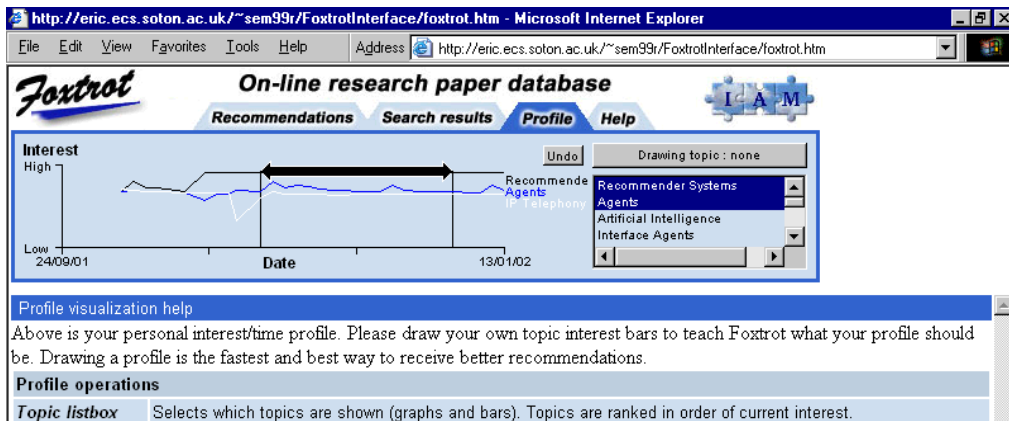 http://eric.ecs.soton.ac.uk/~sem99r/FoxtrotInterface/foxtrot.htm - Microsoft Internet Explorer
File Edit View Favorites Tools Help Address http://eric.ecs.soton.ac.uk/~sem99r/FoxtrotInterface/foxtrot.htm
Foxtrot On-line research paper database I A M
Recommendations Search results Profile Help
Interest Undo Drawing topic : none
High
Recommende Recommender Systems
Agents Agents
IP Telephony Artificial Intelligence
Interface Agents
Low
24/09/01 Date 13/01/02
Profile visualization help
Above is your personal interest/time profile. Please draw your own topic interest bars to teach Foxtrot what your profile should
be. Drawing a profile is the fastest and best way to receive better recommendations.
Profile operations
Topic listbox Selects which topics are shown (graphs and bars). Topics are ranked in order of current interest.